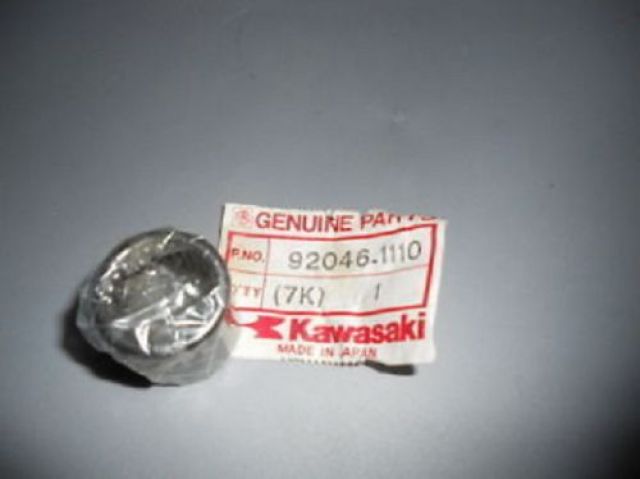 GENUINE PARTS
P.NO. 92046-1110
Q'TY (7K) 1
Kawasaki
MADE IN JAPAN